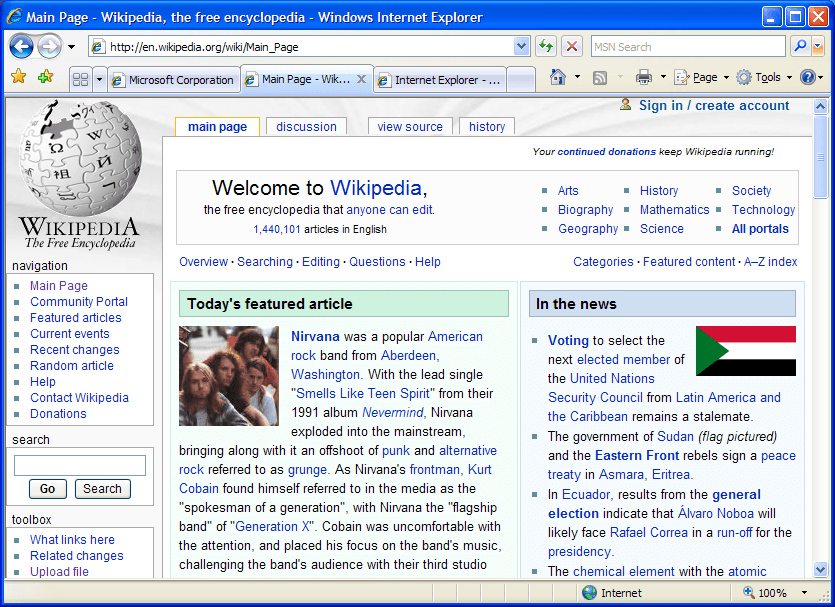 Main Page - Wikipedia, the free encyclopedia - Windows Internet Explorer
http://en.wikipedia.org/wiki/Main_Page
MSN Search
Microsoft Corporation
Main Page - Wik...
Internet Explorer - ...
Page
Tools
Sign in / create account
main page
discussion
view source
history
Your continued donations keep Wikipedia running!
WIKIPEDIA
The Free Encyclopedia
navigation
Main Page
Community Portal
Featured articles
Current events
Recent changes
Random article
Help
Contact Wikipedia
Donations
search
Go
Search
toolbox
What links here
Related changes
Upload file
Welcome to Wikipedia,
the free encyclopedia that anyone can edit.
1,440,101 articles in English
Arts
History
Society
Biography
Mathematics
Technology
Geography
Science
All portals
Overview · Searching · Editing · Questions · Help
Categories · Featured content · A–Z index
Today's featured article
Nirvana was a popular American
rock band from Aberdeen,
Washington. With the lead single
"Smells Like Teen Spirit" from their
1991 album Nevermind, Nirvana
exploded into the mainstream,
bringing along with it an offshoot of punk and alternative
rock referred to as grunge. As Nirvana's frontman, Kurt
Cobain found himself referred to in the media as the
"spokesman of a generation", with Nirvana the "flagship
band" of "Generation X". Cobain was uncomfortable with
the attention, and placed his focus on the band's music,
challenging the band's audience with their third studio
In the news
Voting to select the
next elected member of
the United Nations
Security Council from Latin America and
the Caribbean remains a stalemate.
The government of Sudan (flag pictured)
and the Eastern Front rebels sign a peace
treaty in Asmara, Eritrea.
In Ecuador, results from the general
election indicate that Álvaro Noboa will
likely face Rafael Correa in a run-off for the
presidency.
The chemical element with the atomic
Internet
100%